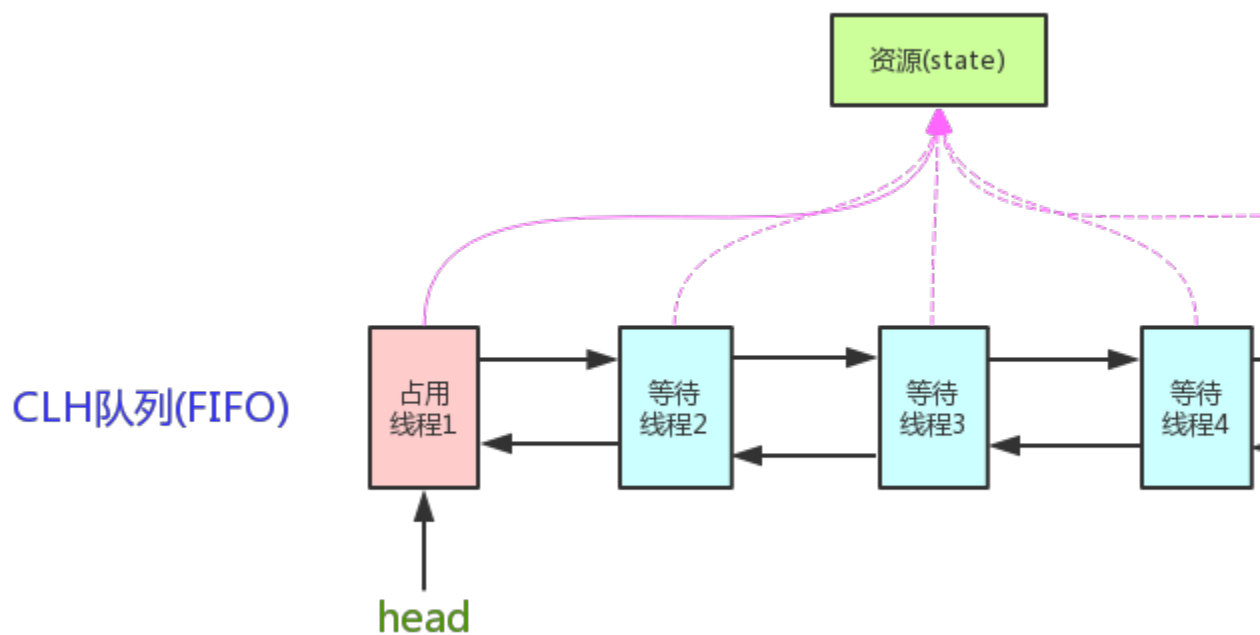 资源(state)
CLH队列(FIFO)
占用
线程1
等待
线程2
等待
线程3
等待
线程4
head